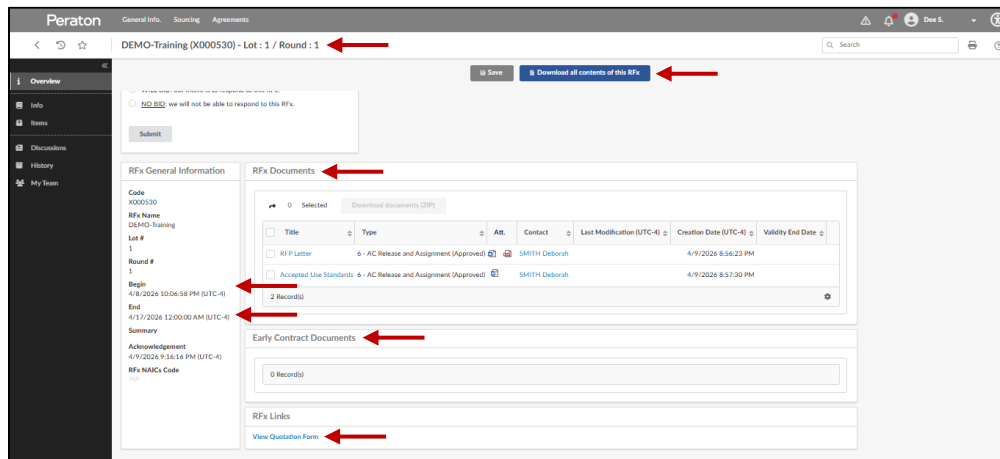 Peraton General Info. Sourcing Agreements Dee S.
DEMO-Training (X000530) - Lot : 1 / Round : 1 Search
Save Download all contents of this RFx
Overview
Info
Items
Discussions
History
My Team
NO BID: we will not be able to respond to this RFx.
Submit
RFx General Information
Code
X000530
RFx Name
DEMO-Training
Lot #
1
Round #
1
Begin
4/8/2026 10:06:58 PM (UTC-4)
End
4/17/2026 12:00:00 AM (UTC-4)
Summary
Acknowledgement
4/9/2026 9:16:16 PM (UTC-4)
RFx NAICs Code
NA
RFx Documents
0 Selected Download documents (ZIP)
Title Type Att. Contact Last Modification (UTC-4) Creation Date (UTC-4) Validity End Date
RFP Letter 6 - AC Release and Assignment (Approved) SMITH Deborah 4/9/2026 8:56:23 PM
Accepted Use Standards 6 - AC Release and Assignment (Approved) SMITH Deborah 4/9/2026 8:57:30 PM
2 Record(s)
Early Contract Documents
0 Record(s)
RFx Links
View Quotation Form